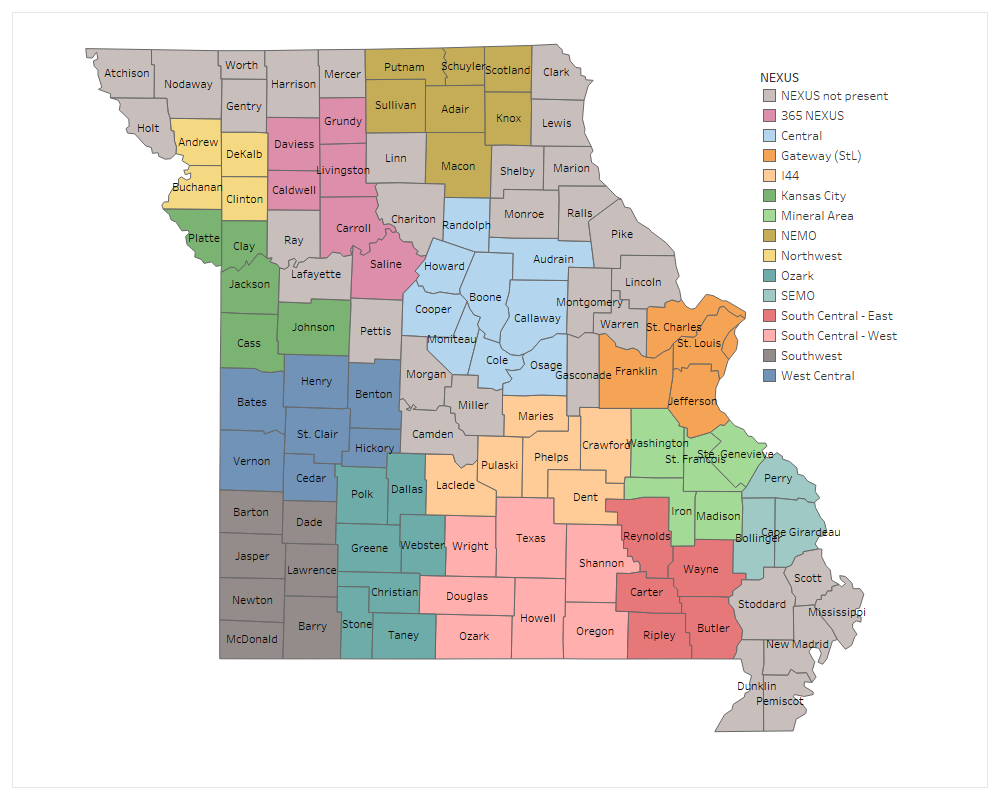 Worth
Atchison
Nodaway
Harrison
Mercer
Putnam
Schuyler
Scotland
Clark
Gentry
Holt
Sullivan
Adair
Knox
Lewis
Grundy
Andrew
DeKalb
Daviess
Linn
Macon
Shelby
Marion
Livingston
Buchanan
Clinton
Caldwell
Chariton
Randolph
Monroe
Ralls
Pike
Platte
Clay
Ray
Carroll
Howard
Audrain
Jackson
Lafayette
Saline
Boone
Callaway
Montgomery
Lincoln
Cooper
Warren
St. Charles
Cass
Johnson
Pettis
Moniteau
Cole
Osage
Gasconade
Franklin
St. Louis
Bates
Henry
Benton
Morgan
Miller
Maries
Jefferson
St. Clair
Hickory
Camden
Crawford
Washington
St. Francois
Ste. Genevieve
Vernon
Cedar
Polk
Dallas
Laclede
Pulaski
Phelps
Dent
Perry
Barton
Dade
Greene
Webster
Wright
Texas
Reynolds
Iron
Madison
Bollinger
Cape Girardeau
Jasper
Lawrence
Shannon
Wayne
Scott
Newton
Christian
Douglas
Carter
Stoddard
Mississippi
McDonald
Barry
Stone
Taney
Ozark
Howell
Oregon
Ripley
Butler
New Madrid
Dunklin
Pemiscot
NEXUS
NEXUS not present
365 NEXUS
Central
Gateway (StL)
I44
Kansas City
Mineral Area
NEMO
Northwest
Ozark
SEMO
South Central - East
South Central - West
Southwest
West Central